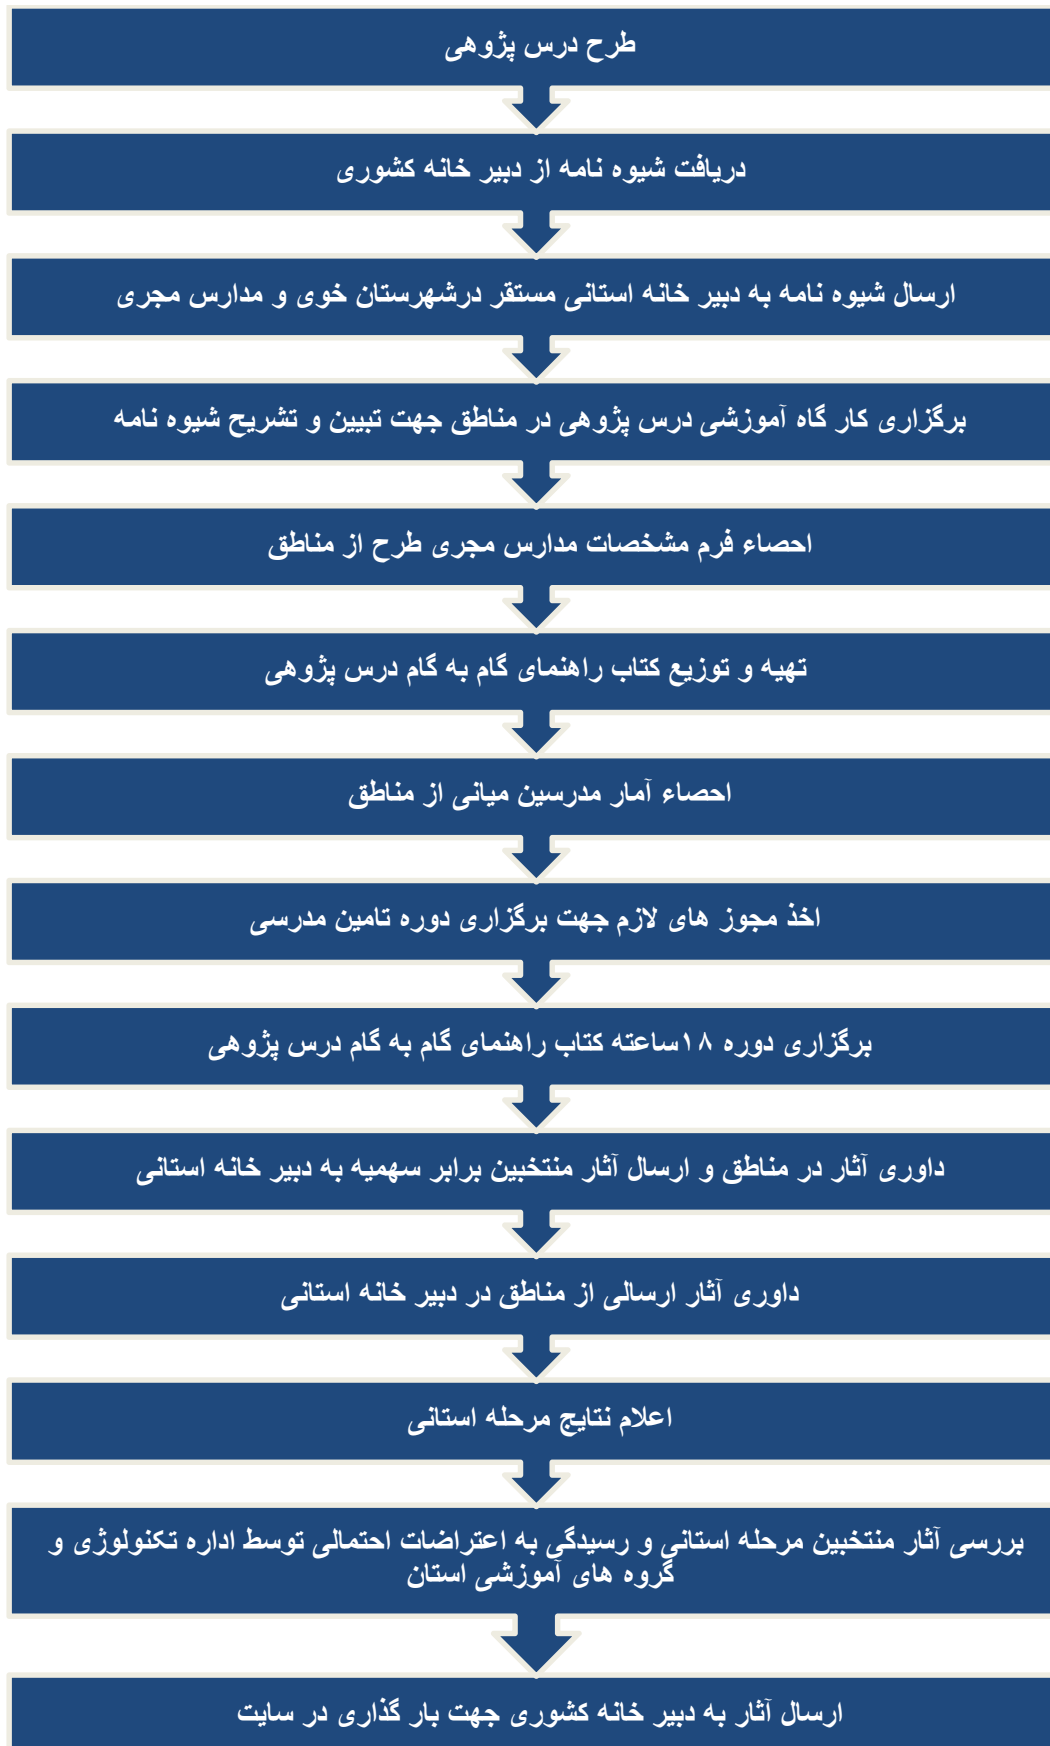 طرح درس پژوهی
دریافت شیوه نامه از دبیر خانه کشوری
ارسال شیوه نامه به دبیر خانه استانی مستقر درشهرستان خوی و مدارس مجری
برگزاری کار گاه آموزشی درس پژوهی در مناطق جهت تبیین و تشریح شیوه نامه
احصاء فرم مشخصات مدارس مجری طرح از مناطق
تهیه و توزیع کتاب راهنمای گام به گام درس پژوهی
احصاء آمار مدرسین میانی از مناطق
اخذ مجوز های لازم جهت برگزاری دوره تامین مدرسی
برگزاری دوره ۱۸ساعته کتاب راهنمای گام به گام درس پژوهی
داوری آثار در مناطق و ارسال آثار منتخبین برابر سهمیه به دبیر خانه استانی
داوری آثار ارسالی از مناطق در دبیر خانه استانی
اعلام نتایج مرحله استانی
بررسی آثار منتخبین مرحله استانی و رسیدگی به اعتراضات احتمالی توسط اداره تکنولوژی و
گروه های آموزشی استان
ارسال آثار به دبیر خانه کشوری جهت بار گذاری در سایت